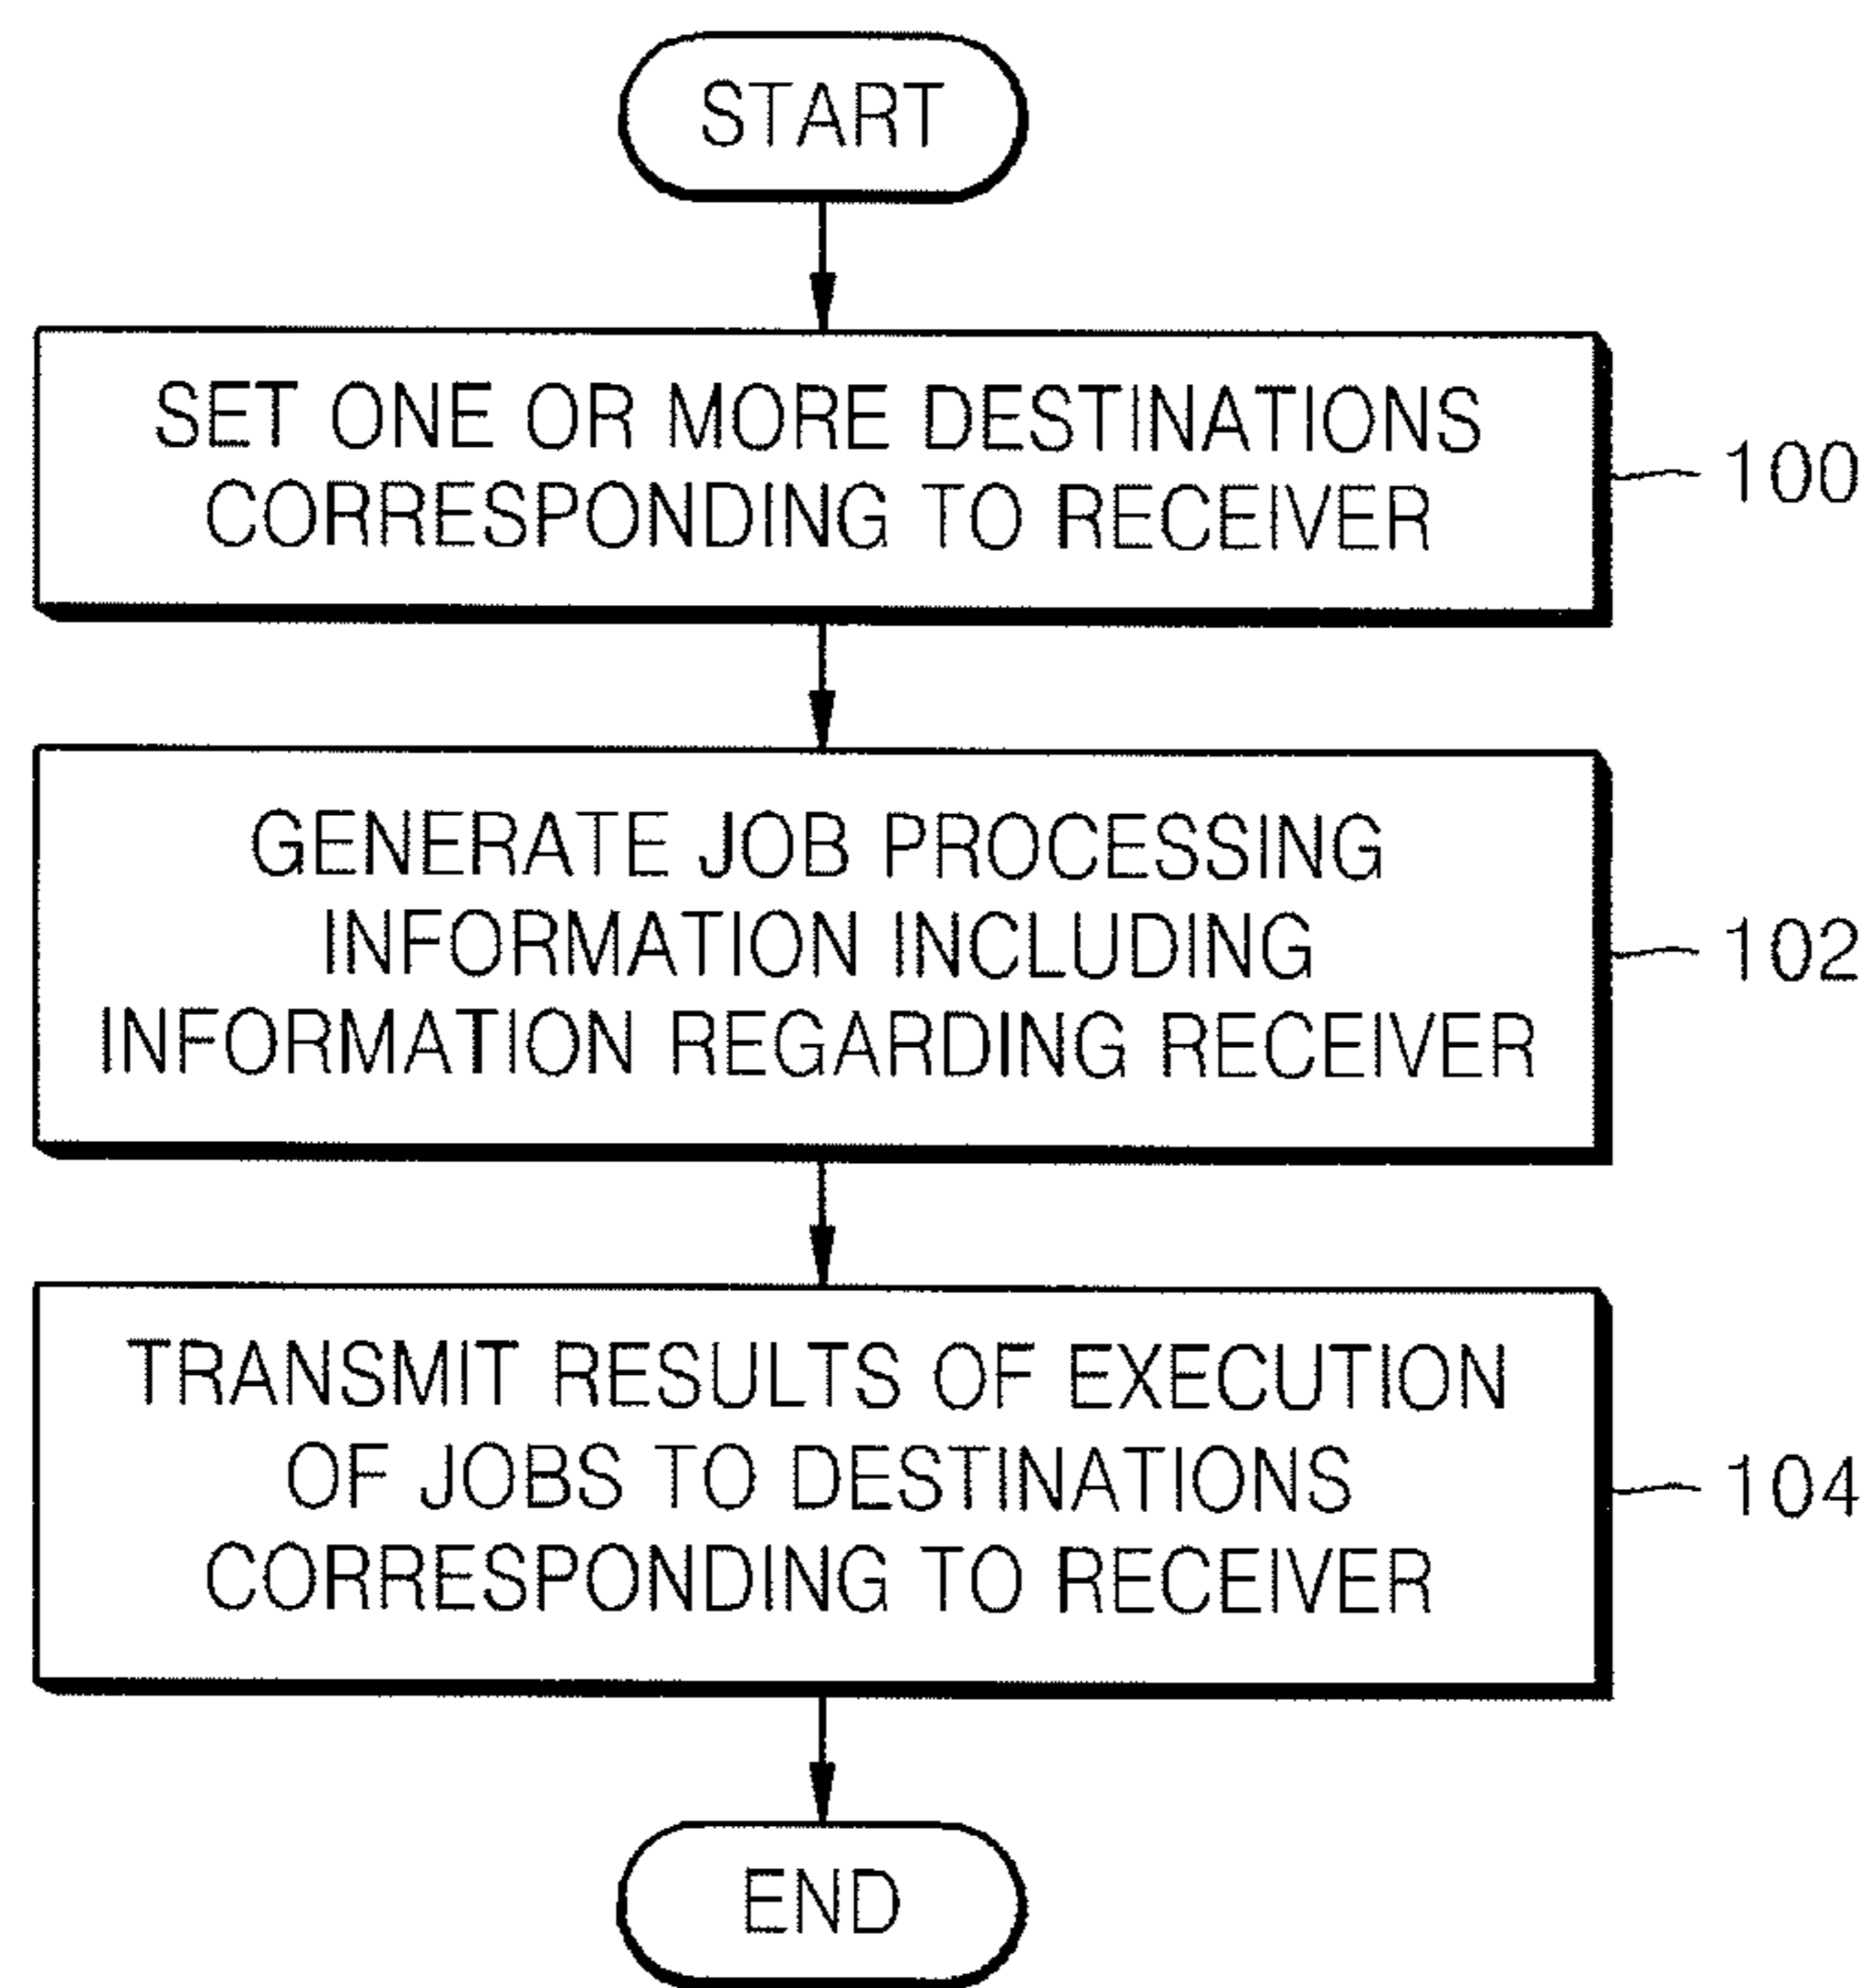 START
SET ONE OR MORE DESTINATIONS
CORRESPONDING TO RECEIVER
100
GENERATE JOB PROCESSING
INFORMATION INCLUDING
INFORMATION REGARDING RECEIVER
102
TRANSMIT RESULTS OF EXECUTION
OF JOBS TO DESTINATIONS
CORRESPONDING TO RECEIVER
104
END